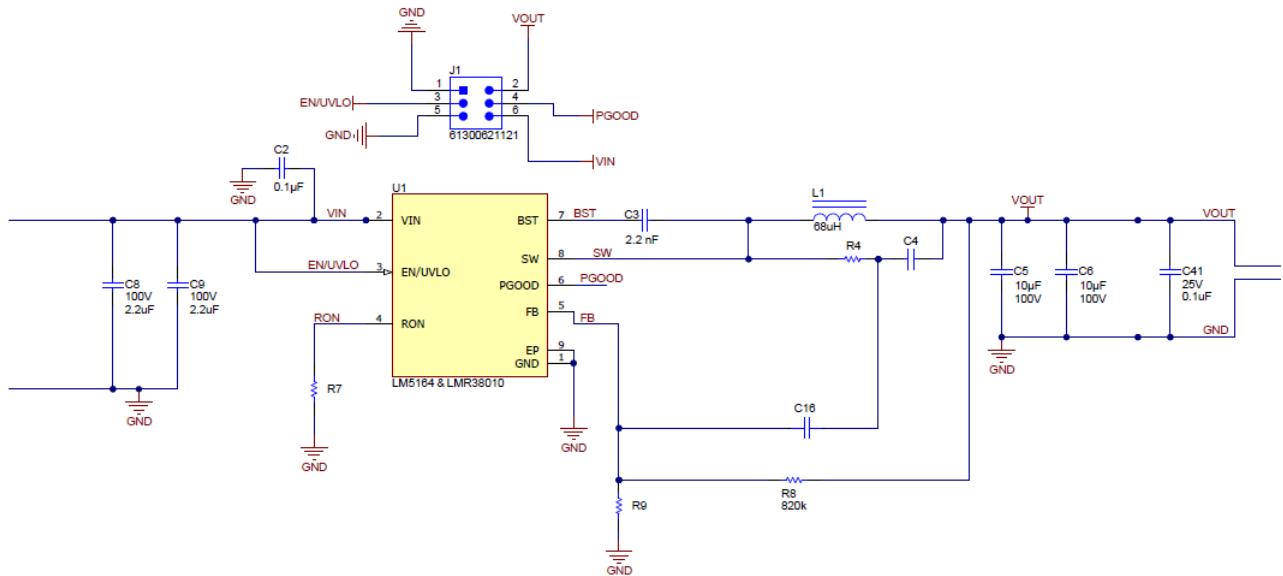 GND
VOUT
J1
1
2
EN/UVLO
3
4
5
6
PGOOD
GND
61300621121
VIN
C2
0.1µF
GND
U1
VIN
2
VIN
BST
7
BST
C3
2.2 nF
L1
68uH
VOUT
VOUT
EN/UVLO
3
EN/UVLO
SW
8
SW
R4
C4
PGOOD
6
PGOOD
C8
100V
2.2uF
C9
100V
2.2uF
C5
10µF
100V
C6
10µF
100V
C41
25V
0.1uF
RON
4
RON
FB
5
FB
EP
9
GND
1
GND
LM5164 & LMR38010
R7
GND
GND
GND
GND
C16
R8
820k
R9
GND